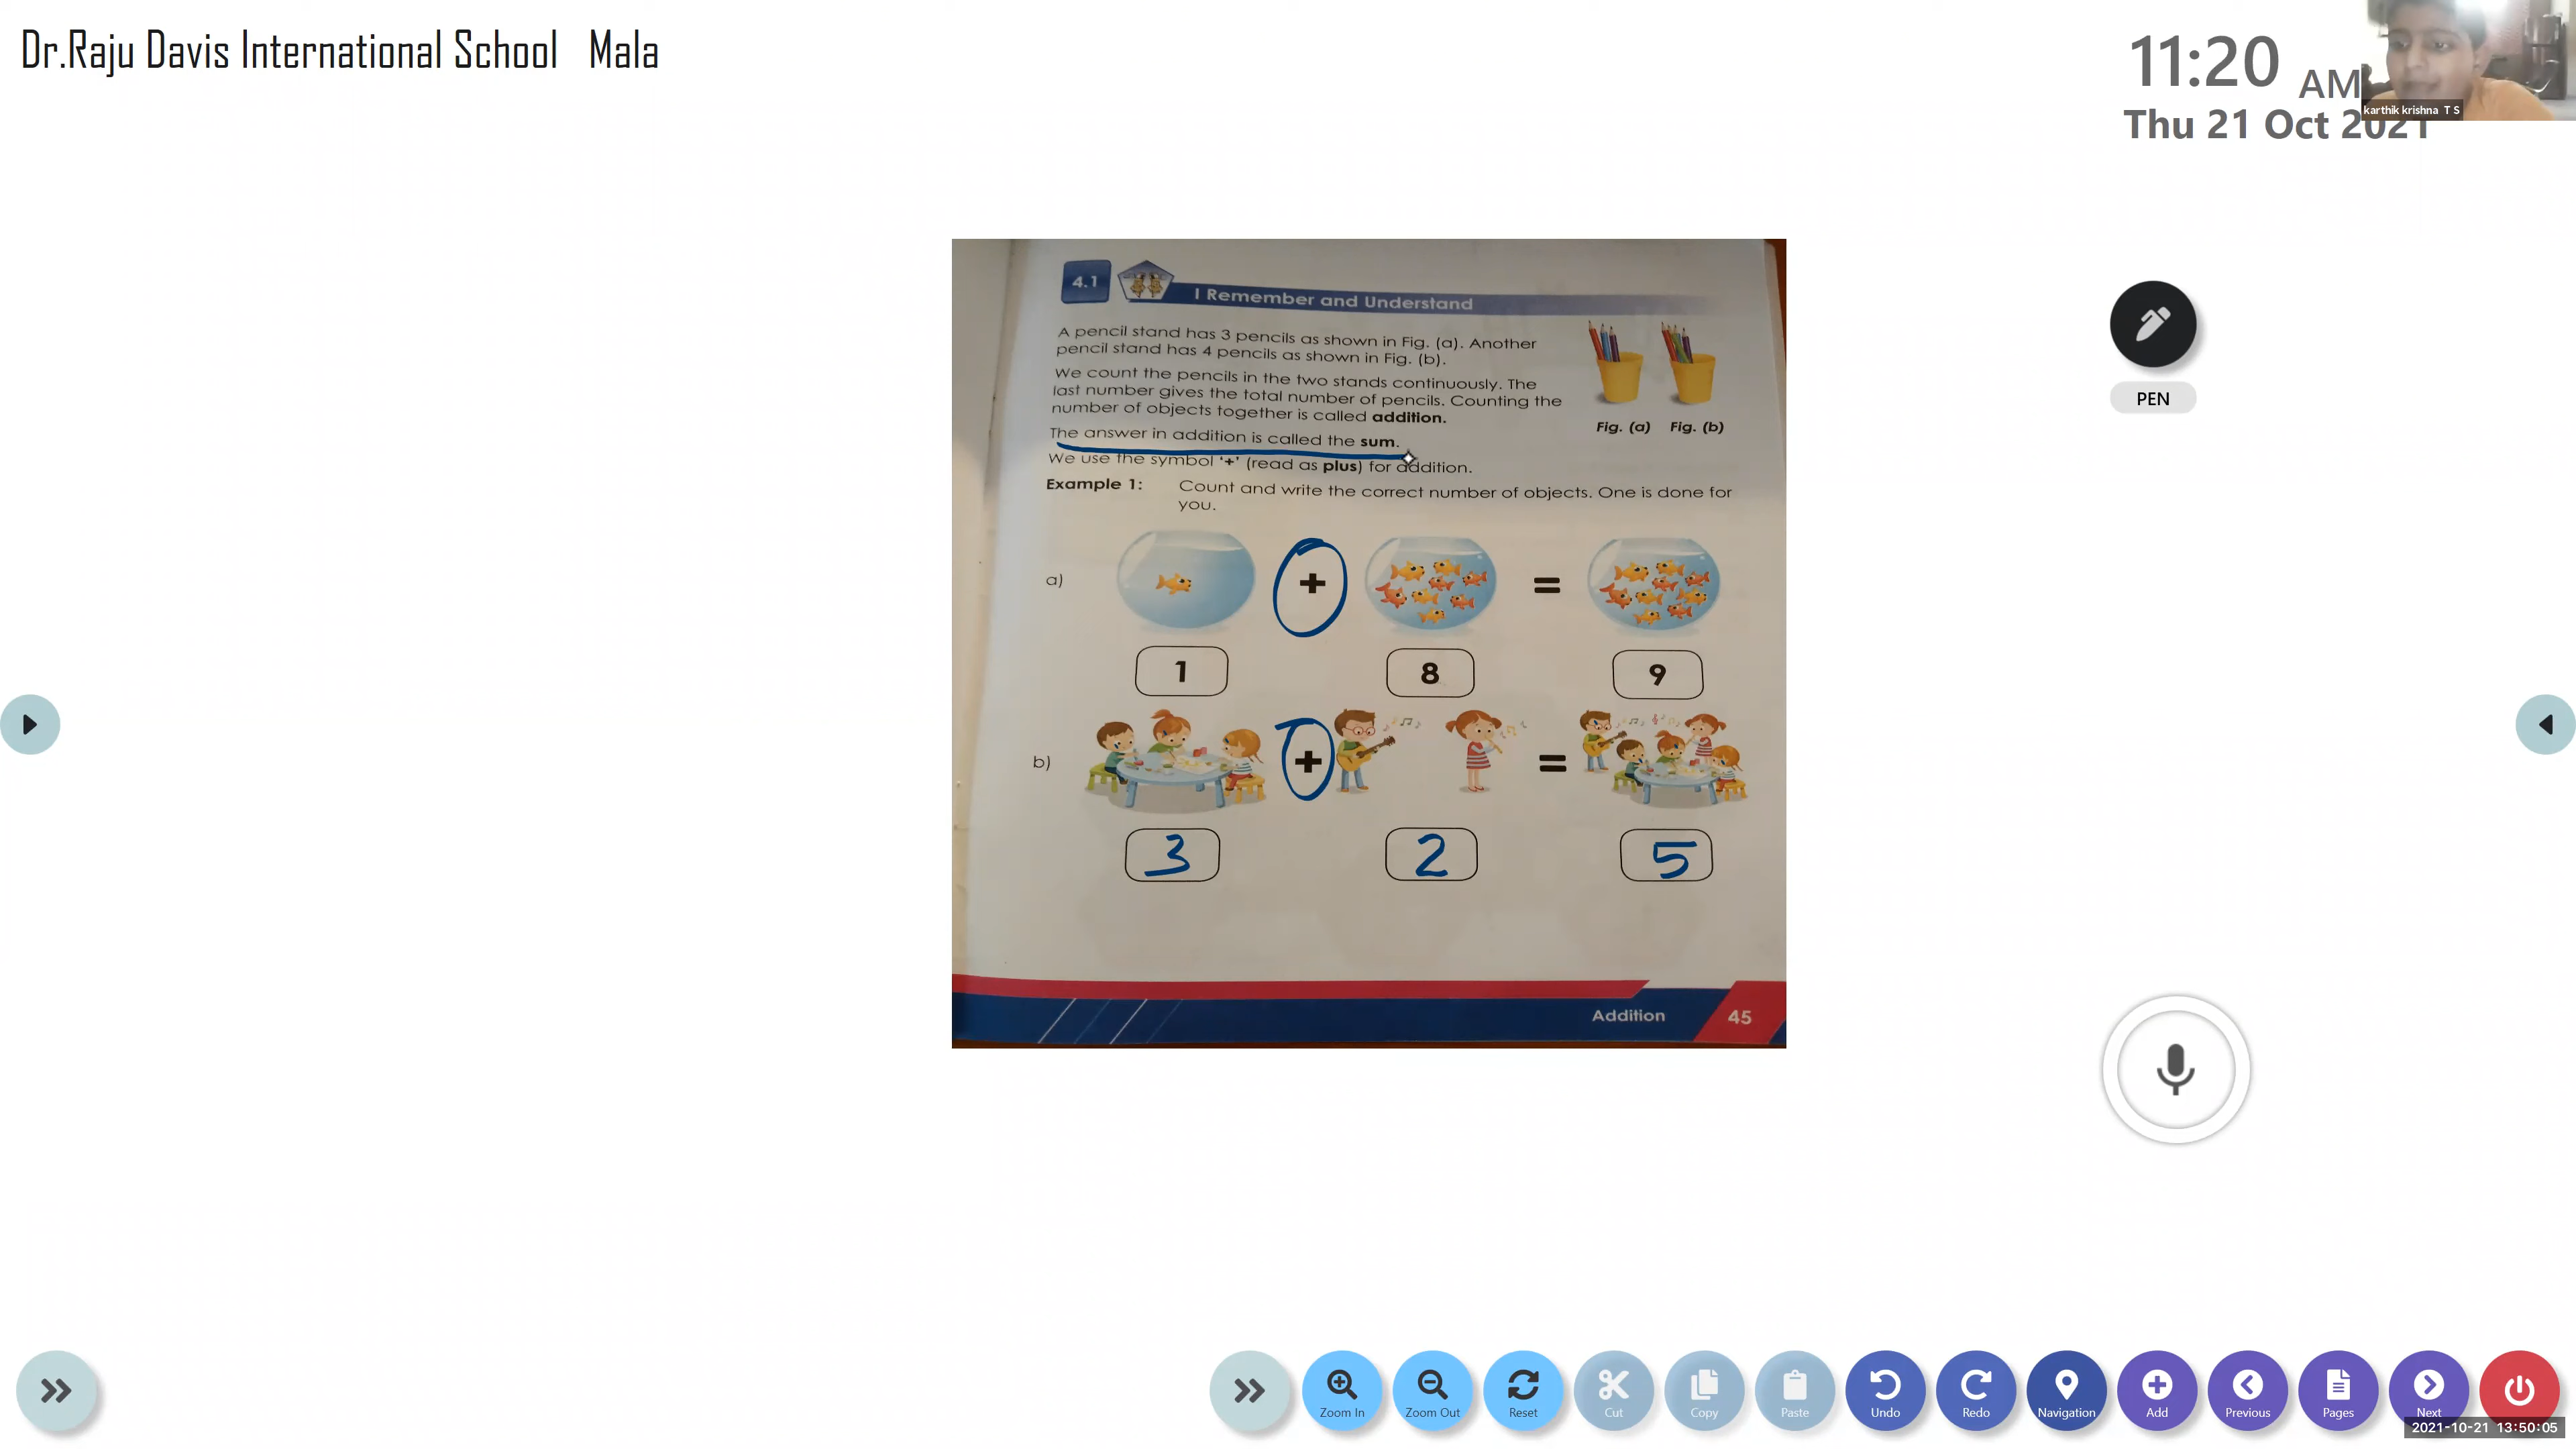 Dr.Raju Davis International School Mala
11:20 AM
karthik krishna T S
Thu 21 Oct 2021
4.1
I Remember and Understand
A pencil stand has 3 pencils as shown in Fig. (a). Another
pencil stand has 4 pencils as shown in Fig. (b).
We count the pencils in the two stands continuously. The
last number gives the total number of pencils. Counting the
number of objects together is called addition.
Fig. (a) Fig. (b)
The answer in addition is called the sum.
We use the symbol '+' (read as plus) for addition.
Example 1: Count and write the correct number of objects. One is done for
you.
a) + =
1 8 9
b) + =
3 2 5
Addition 45
PEN
Zoom In Zoom Out Reset Cut Copy Paste Undo Redo Navigation Add Previous Pages Next
2021-10-21 13:50:05